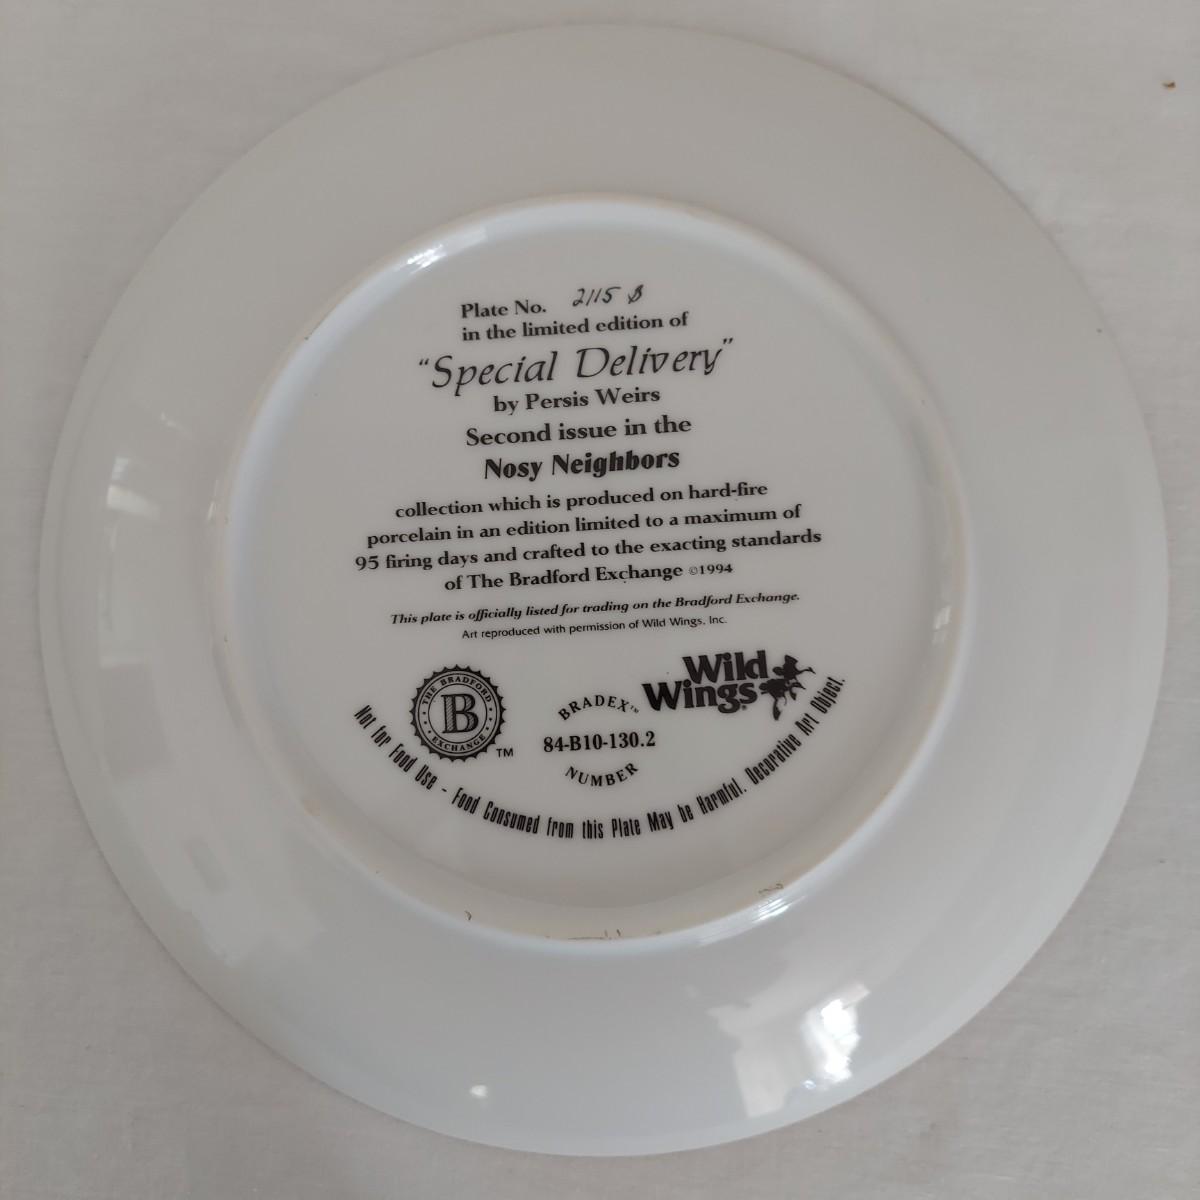 Plate No. 2115 B
in the limited edition of
"Special Delivery"
by Persis Weirs
Second issue in the
Nosy Neighbors
collection which is produced on hard-fire
porcelain in an edition limited to a maximum of
95 firing days and crafted to the exacting standards
of The Bradford Exchange ©1994
This plate is officially listed for trading on the Bradford Exchange.
Art reproduced with permission of Wild Wings, Inc.
THE BRADFORD
B
EXCHANGE
TM
BRADEX™
84-B10-130.2
NUMBER
Wild
Wings®
Not for Food Use - Food Consumed from this Plate May be Harmful. Decorative Art Object.